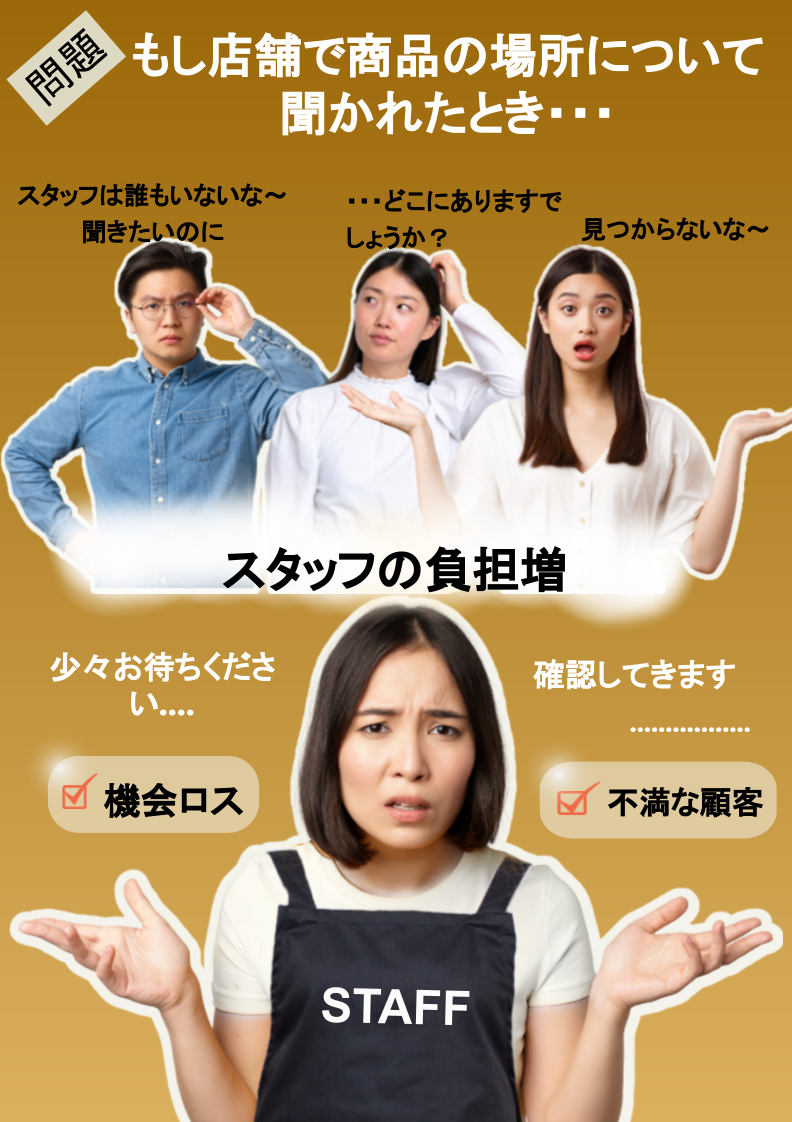 問題
もし店舗で商品の場所について
聞かれたとき・・・
スタッフは誰もいないな～
聞きたいのに
・・・どこにありますで
しょうか？
見つからないな～
スタッフの負担増
少々お待ちくださ
い....
確認してきます
.................
機会ロス
不満な顧客
STAFF